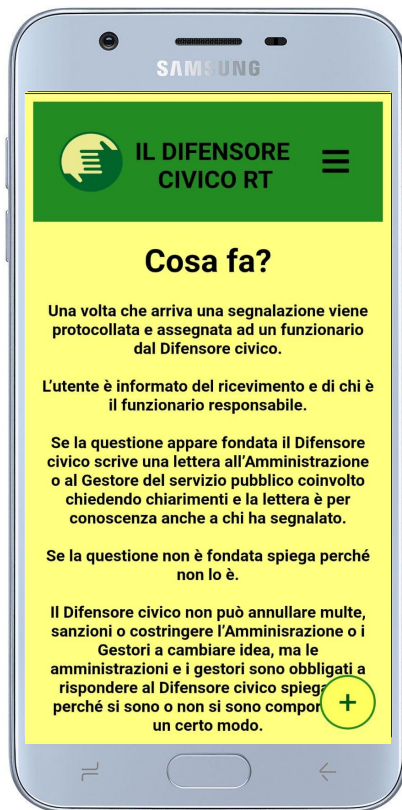 SAMSUNG
IL DIFENSORE
CIVICO RT
Cosa fa?
Una volta che arriva una segnalazione viene
protocollata e assegnata ad un funzionario
dal Difensore civico.
L'utente è informato del ricevimento e di chi è
il funzionario responsabile.
Se la questione appare fondata il Difensore
civico scrive una lettera all'Amministrazione
o al Gestore del servizio pubblico coinvolto
chiedendo chiarimenti e la lettera è per
conoscenza anche a chi ha segnalato.
Se la questione non è fondata spiega perché
non lo è.
Il Difensore civico non può annullare multe,
sanzioni o costringere l'Amminisrazione o i
Gestori a cambiare idea, ma le
amministrazioni e i gestori sono obbligati a
rispondere al Difensore civico
perché si sono o non si sono
un certo modo.
+